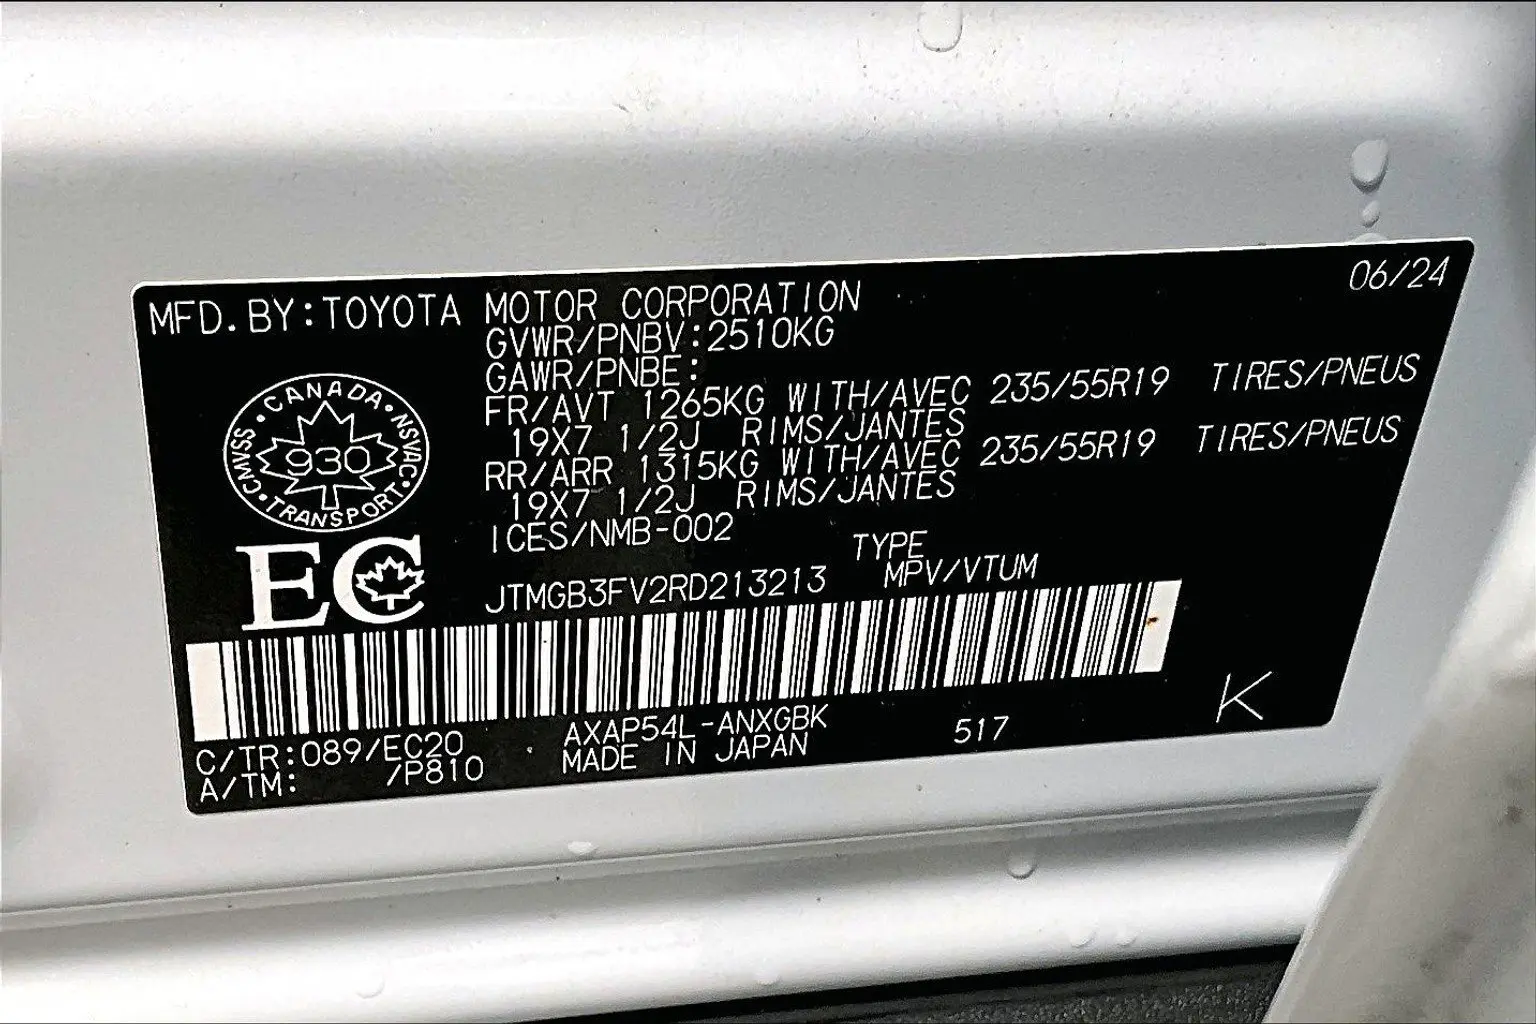 06/24
MFD. BY: TOYOTA MOTOR CORPORATION
GVWR/PNBV: 2510KG
GAWR/PNBE:
FR/AVT 1265KG WITH/AVEC 235/55R19 TIRES/PNEUS
19X7 1/2J RIMS/JANTES
RR/ARR 1315KG WITH/AVEC 235/55R19 TIRES/PNEUS
19X7 1/2J RIMS/JANTES
ICES/NMB-002
CANADA · NSVAC · TRANSPORT · CMVSS ·
930
EC
TYPE
JTMGB3FV2RD213213 MPV/VTUM
C/TR: 089/EC20 AXAP54L-ANXGBK 517 K
A/TM: /P810 MADE IN JAPAN